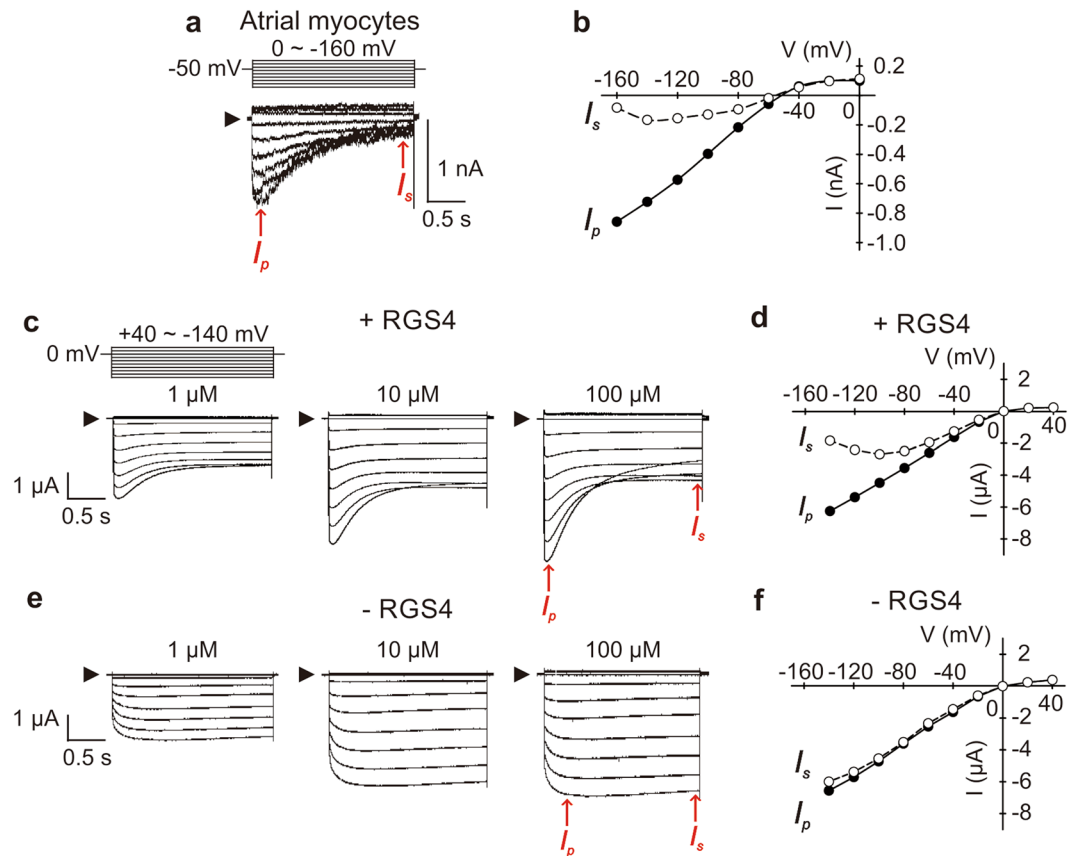 a
Atrial myocytes
0 ~ -160 mV
-50 mV
Ip
Is
1 nA
0.5 s
b
V (mV)
-160 -120 -80 -40 0
0.2
-0.2
-0.4
-0.6
-0.8
-1.0
I (nA)
Is
Ip
c
+ RGS4
+40 ~ -140 mV
0 mV
1 µM
10 µM
100 µM
1 µA
0.5 s
Ip
Is
d
+ RGS4
V (mV)
-160 -120 -80 -40 0 40
2
-2
-4
-6
-8
I (µA)
Is
Ip
e
- RGS4
1 µM
10 µM
100 µM
1 µA
0.5 s
Ip
Is
f
- RGS4
V (mV)
-160 -120 -80 -40 0 40
2
-2
-4
-6
-8
I (µA)
Is
Ip